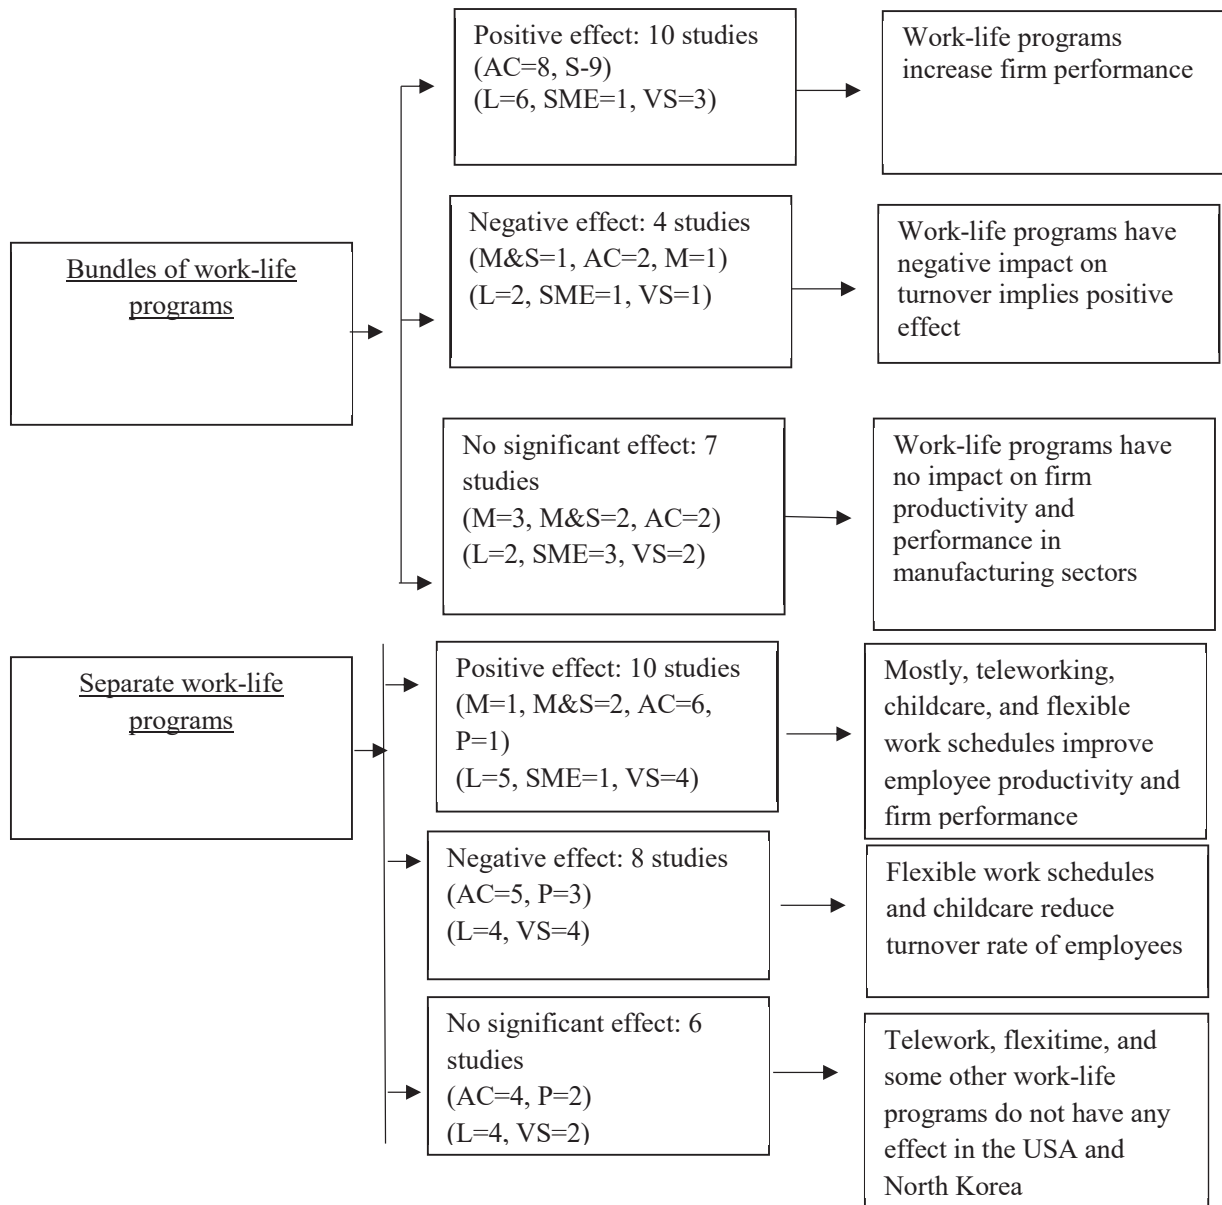 Bundles of work-life
programs
Positive effect: 10 studies
(AC=8, S-9)
(L=6, SME=1, VS=3)
Work-life programs
increase firm performance
Negative effect: 4 studies
(M&S=1, AC=2, M=1)
(L=2, SME=1, VS=1)
Work-life programs have
negative impact on
turnover implies positive
effect
No significant effect: 7
studies
(M=3, M&S=2, AC=2)
(L=2, SME=3, VS=2)
Work-life programs have
no impact on firm
productivity and
performance in
manufacturing sectors
Separate work-life
programs
Positive effect: 10 studies
(M=1, M&S=2, AC=6,
P=1)
(L=5, SME=1, VS=4)
Mostly, teleworking,
childcare, and flexible
work schedules improve
employee productivity and
firm performance
Negative effect: 8 studies
(AC=5, P=3)
(L=4, VS=4)
Flexible work schedules
and childcare reduce
turnover rate of employees
No significant effect: 6
studies
(AC=4, P=2)
(L=4, VS=2)
Telework, flexitime, and
some other work-life
programs do not have any
effect in the USA and
North Korea